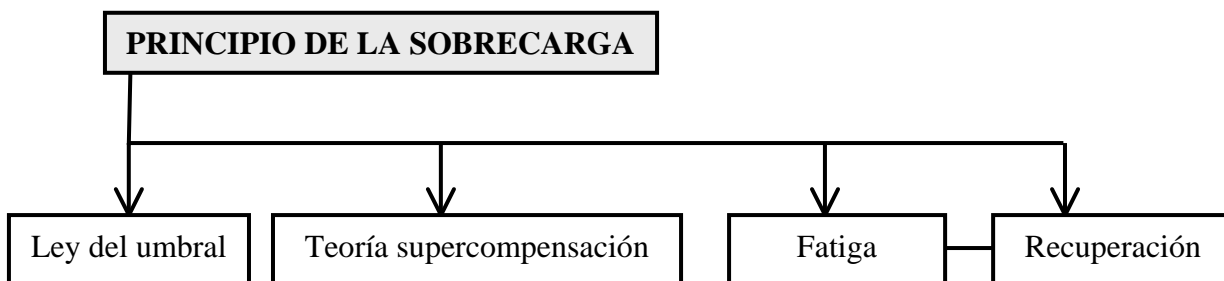 PRINCIPIO DE LA SOBRECARGA
Ley del umbral
Teoría supercompensación
Fatiga
Recuperación